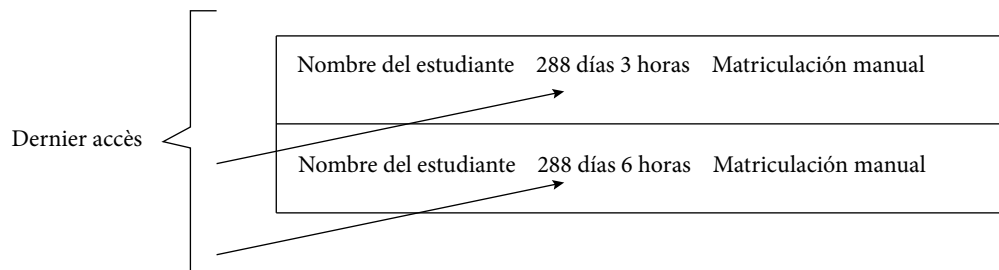 Nombre del estudiante 288 días 3 horas Matriculación manual
Dernier accès
Nombre del estudiante 288 días 6 horas Matriculación manual